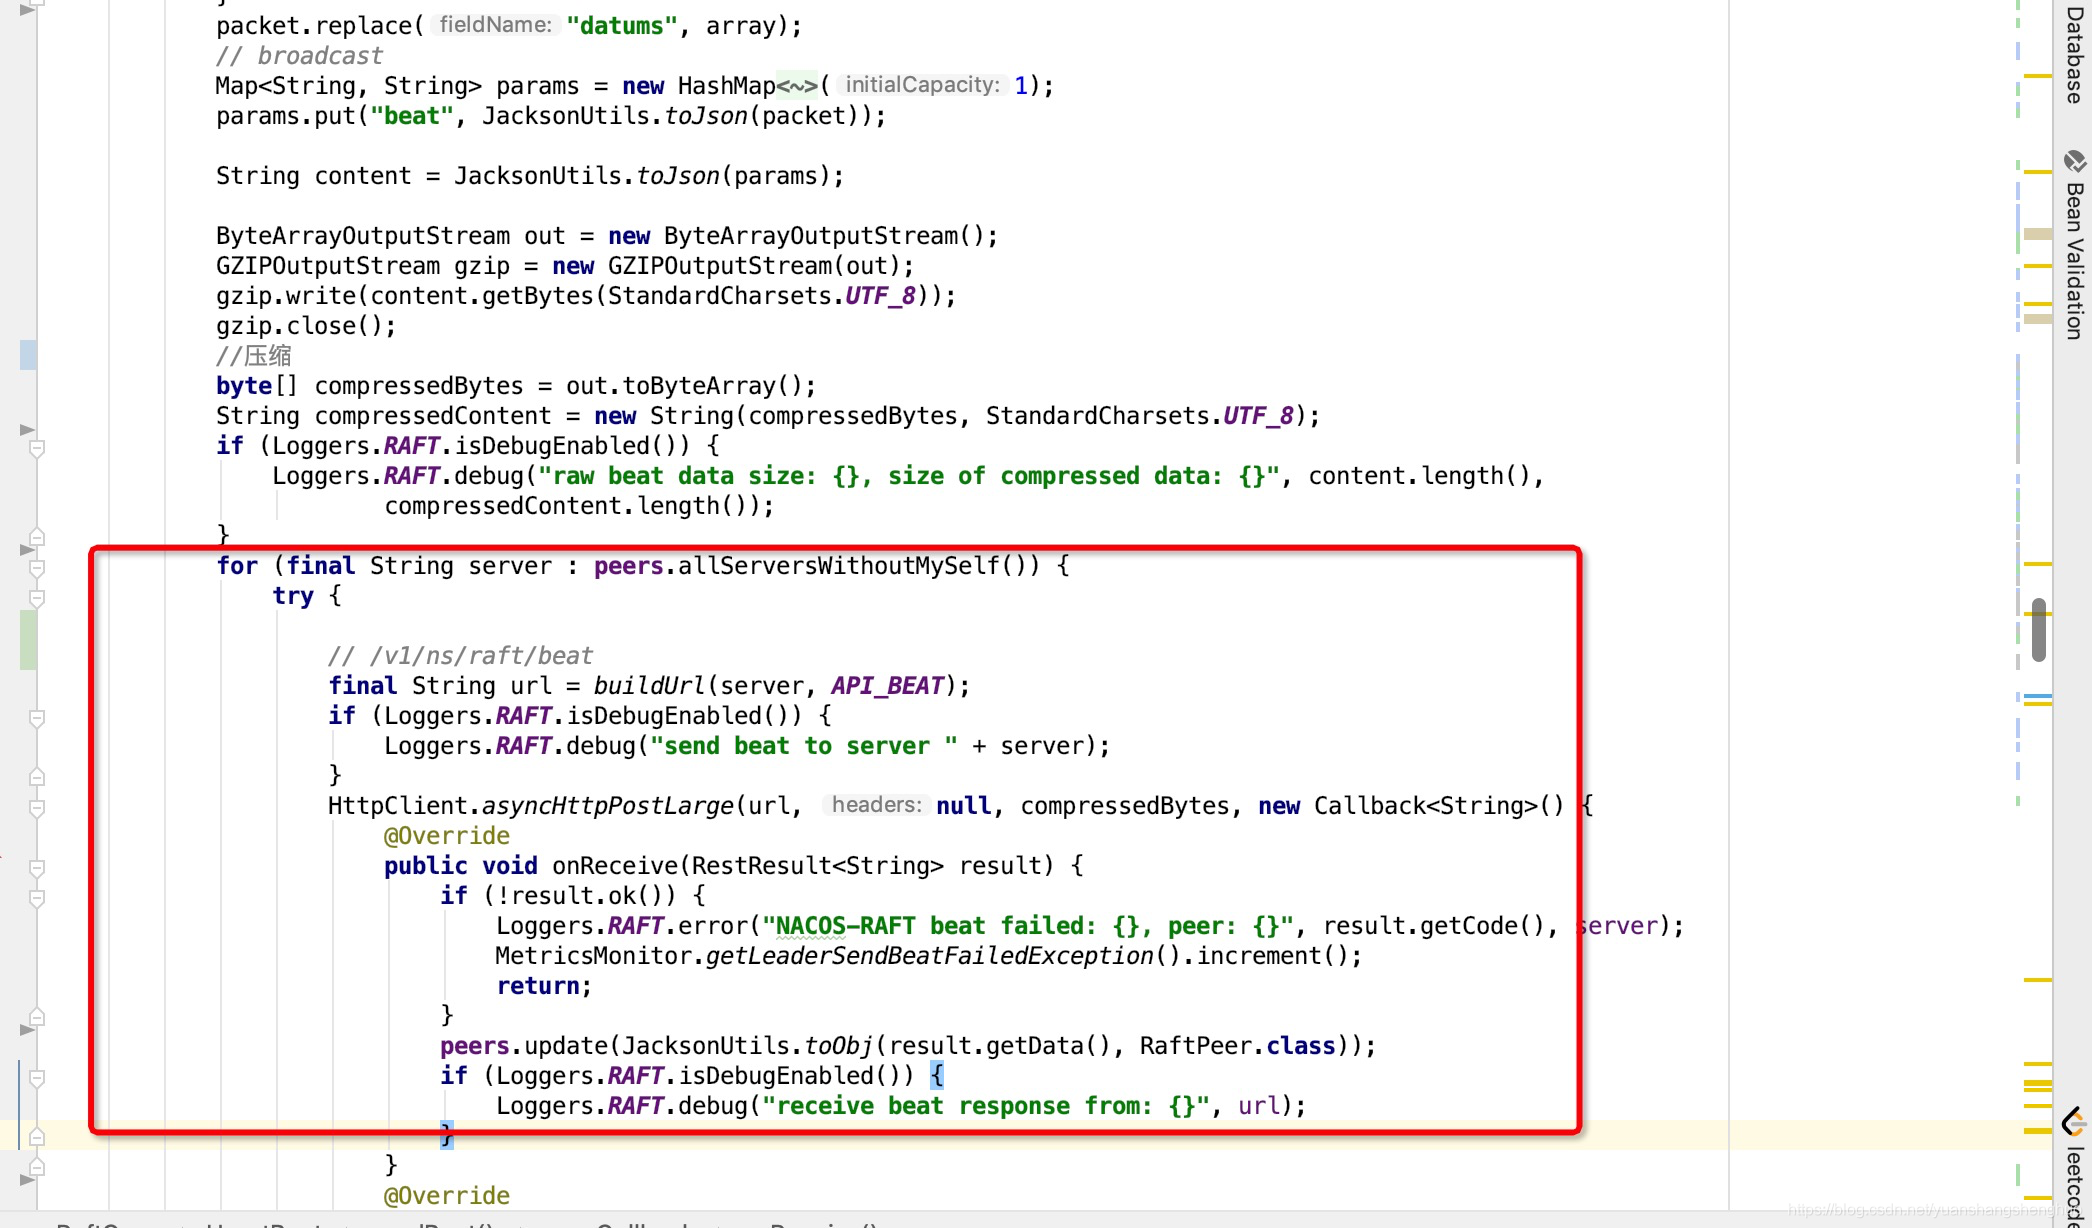 }
packet.replace( fieldName: "datums", array);
// broadcast
Map<String, String> params = new HashMap<~>( initialCapacity: 1);
params.put("beat", JacksonUtils.toJson(packet));
String content = JacksonUtils.toJson(params);
ByteArrayOutputStream out = new ByteArrayOutputStream();
GZIPOutputStream gzip = new GZIPOutputStream(out);
gzip.write(content.getBytes(StandardCharsets.UTF_8));
gzip.close();
//压缩
byte[] compressedBytes = out.toByteArray();
String compressedContent = new String(compressedBytes, StandardCharsets.UTF_8);
if (Loggers.RAFT.isDebugEnabled()) {
Loggers.RAFT.debug("raw beat data size: {}, size of compressed data: {}", content.length(),
compressedContent.length());
}
for (final String server : peers.allServersWithoutMySelf()) {
try {
// /v1/ns/raft/beat
final String url = buildUrl(server, API_BEAT);
if (Loggers.RAFT.isDebugEnabled()) {
Loggers.RAFT.debug("send beat to server " + server);
}
HttpClient.asyncHttpPostLarge(url, headers: null, compressedBytes, new Callback<String>() {
@Override
public void onReceive(RestResult<String> result) {
if (!result.ok()) {
Loggers.RAFT.error("NACOS-RAFT beat failed: {}, peer: {}", result.getCode(), server);
MetricsMonitor.getLeaderSendBeatFailedException().increment();
return;
}
peers.update(JacksonUtils.toObj(result.getData(), RaftPeer.class));
if (Loggers.RAFT.isDebugEnabled()) {
Loggers.RAFT.debug("receive beat response from: {}", url);
}
}
@Override
Database
Bean Validation
leetcode